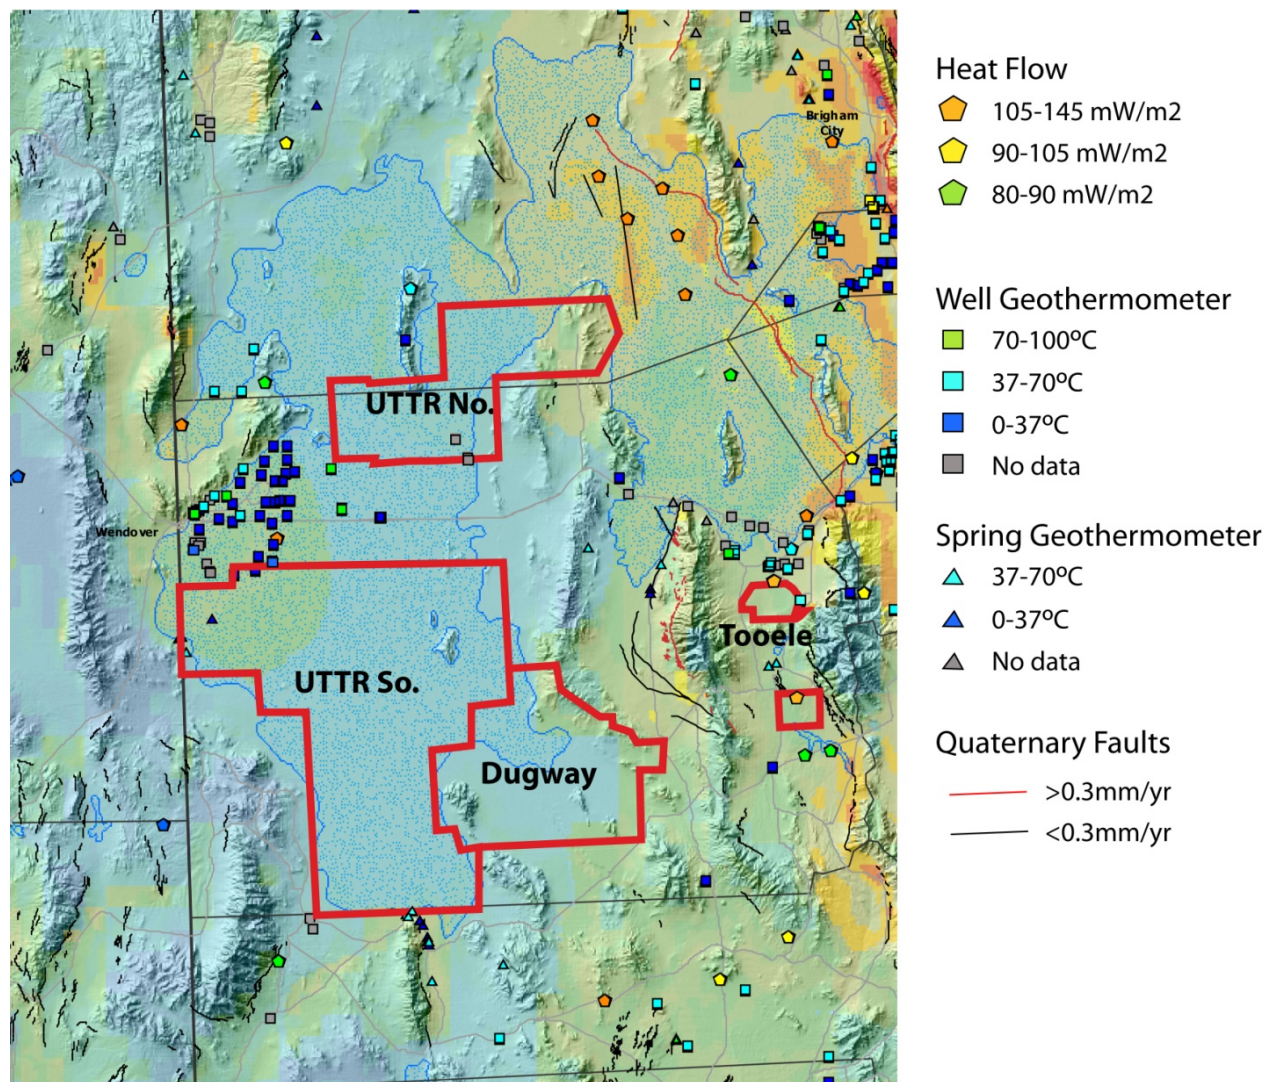 Brigham
City
UTTR No.
Wendover
Tooele
UTTR So.
Dugway
Heat Flow
105-145 mW/m2
90-105 mW/m2
80-90 mW/m2
Well Geothermometer
70-100ºC
37-70ºC
0-37ºC
No data
Spring Geothermometer
37-70ºC
0-37ºC
No data
Quaternary Faults
>0.3mm/yr
<0.3mm/yr